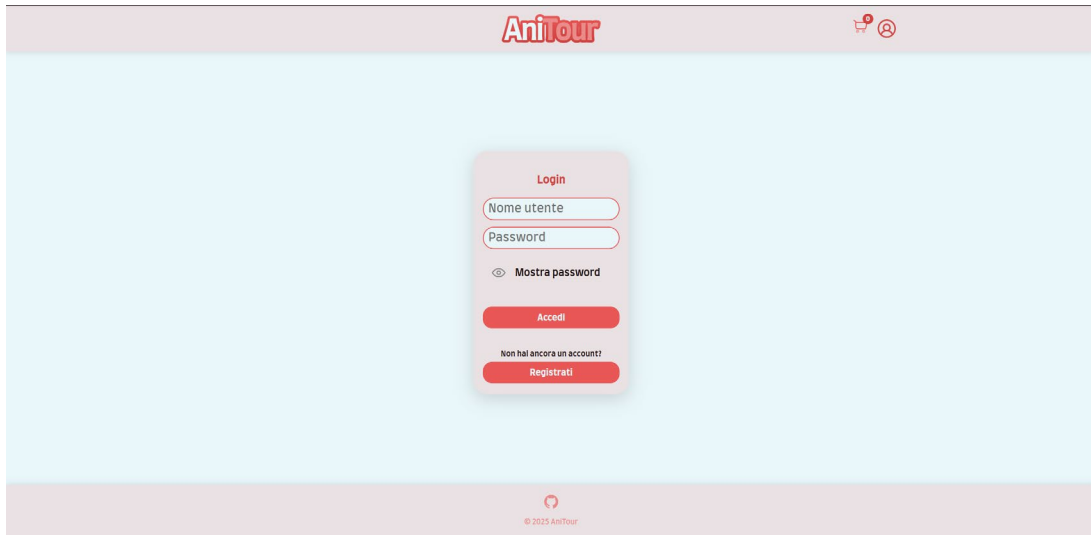 AniTour
0
Login
Nome utente
Password
Mostra password
Accedi
Non hai ancora un account?
Registrati
© 2025 AniTour